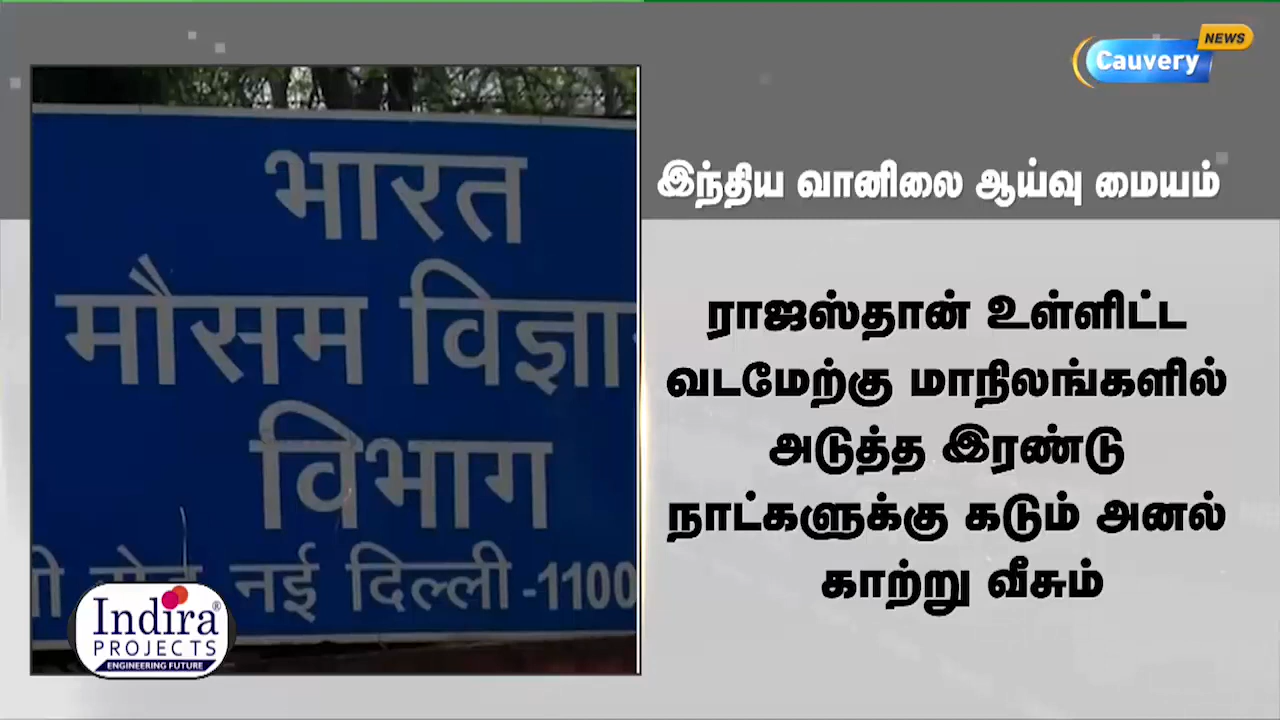 NEWS
Cauvery
இந்திய வானிலை ஆய்வு மையம்
ராஜஸ்தான் உள்ளிட்ட
வடமேற்கு மாநிலங்களில்
அடுத்த இரண்டு
நாட்களுக்கு கடும் அனல்
காற்று வீசும்
भारत
मौसम
विभाग
नई दिल्ली -1100
Indira®
PROJECTS
ENGINEERING FUTURE